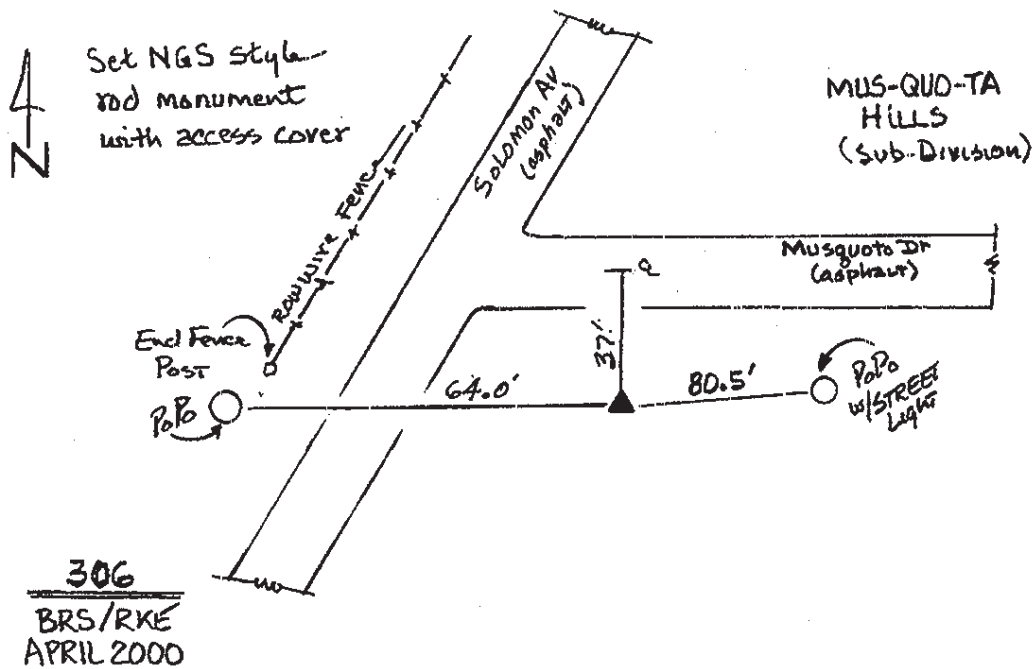 Set NGS style
rod monument
with access cover
N
ROW WIRE Fence
Solomon Av
(asphalt)
MUS-QUO-TA
HILLS
(Sub-Division)
Musquoto Dr
(asphalt)
End Fence
Post
PoPo
64.0'
37'
80.5'
PoPo
w/STREET
Light
306
BRS/RKE
APRIL 2000